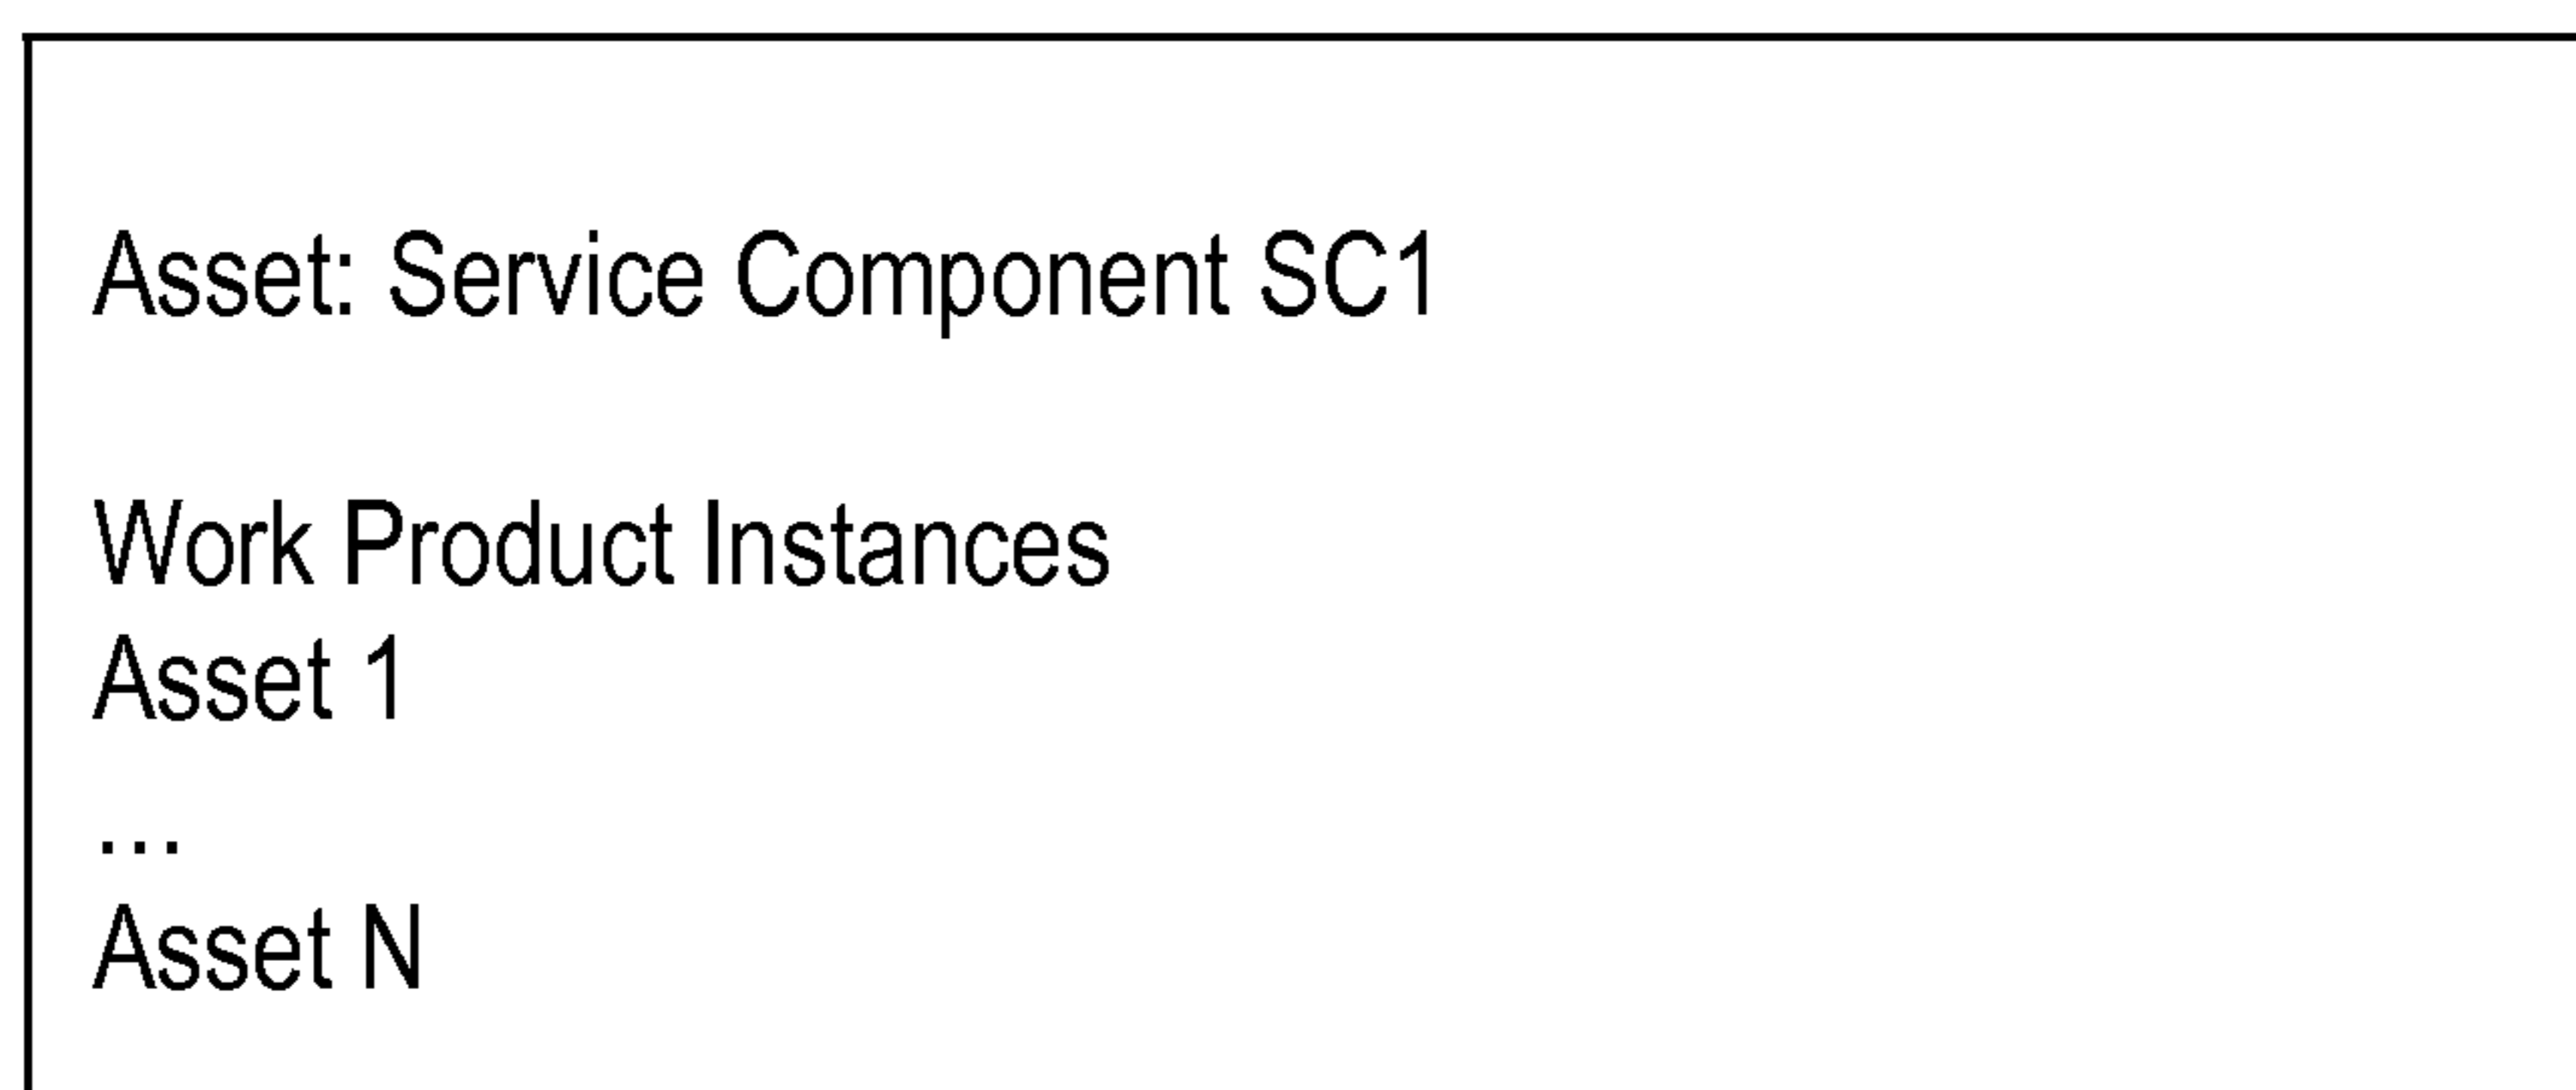 Asset: Service Component SC1
Work Product Instances
Asset 1
...
Asset N